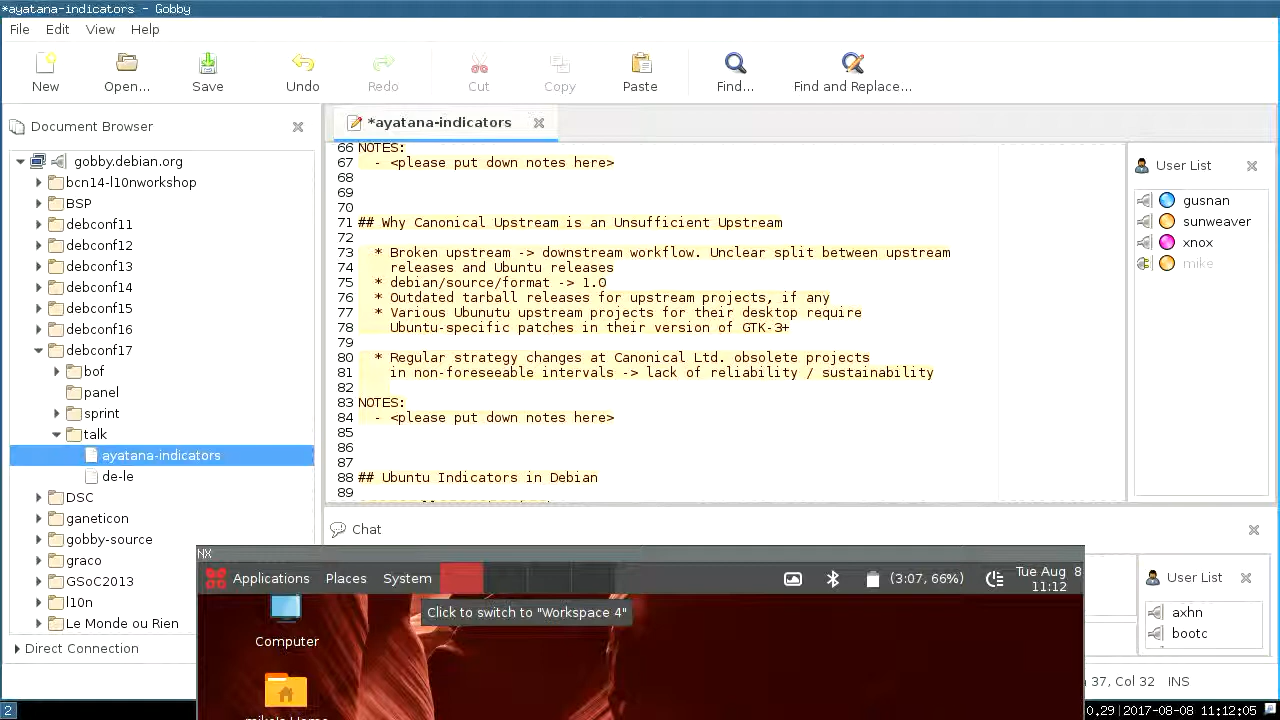 *ayatana-indicators - Gobby
File Edit View Help
New Open... Save Undo Redo Cut Copy Paste Find... Find and Replace...
Document Browser
gobby.debian.org
bcn14-l10nworkshop
BSP
debconf11
debconf12
debconf13
debconf14
debconf15
debconf16
debconf17
bof
panel
sprint
talk
ayatana-indicators
de-le
DSC
ganeticon
gobby-source
graco
GSoC2013
l10n
Le Monde ou Rien
Direct Connection
*ayatana-indicators
66 NOTES:
67 - <please put down notes here>
68
69
70
71 ## Why Canonical Upstream is an Unsufficient Upstream
72
73 * Broken upstream -> downstream workflow. Unclear split between upstream
74 releases and Ubuntu releases
75 * debian/source/format -> 1.0
76 * Outdated tarball releases for upstream projects, if any
77 * Various Ubunutu upstream projects for their desktop require
78 Ubuntu-specific patches in their version of GTK-3+
79
80 * Regular strategy changes at Canonical Ltd. obsolete projects
81 in non-foreseeable intervals -> lack of reliability / sustainability
82
83 NOTES:
84 - <please put down notes here>
85
86
87
88 ## Ubuntu Indicators in Debian
89
User List
gusnan
sunweaver
xnox
mike
Chat
User List
axhn
bootc
NX
Applications Places System (3:07, 66%) Tue Aug 8
11:12
Click to switch to "Workspace 4"
Computer
37, Col 32 INS
2 0,29|2017-08-08 11:12:05